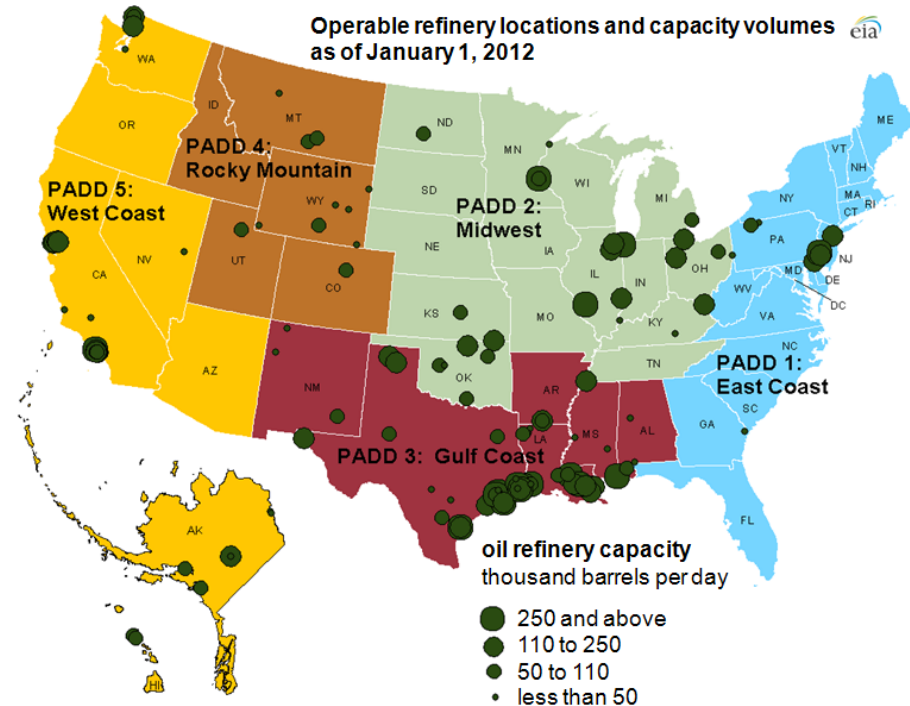 Operable refinery locations and capacity volumes
as of January 1, 2012
eia
WA
OR
ID
MT
ND
MN
ME
VT
NH
MA
RI
CT
NY
PADD 4:
Rocky Mountain
PADD 5:
West Coast
PADD 2:
Midwest
SD
WI
MI
WY
NE
IA
PA
NJ
NV
UT
CA
CO
KS
MO
IL
IN
OH
MD
DE
DC
WV
VA
KY
NC
TN
PADD 1:
East Coast
AZ
NM
OK
AR
SC
GA
MS
AL
LA
PADD 3: Gulf Coast
FL
AK
HI
oil refinery capacity
thousand barrels per day
250 and above
110 to 250
50 to 110
less than 50